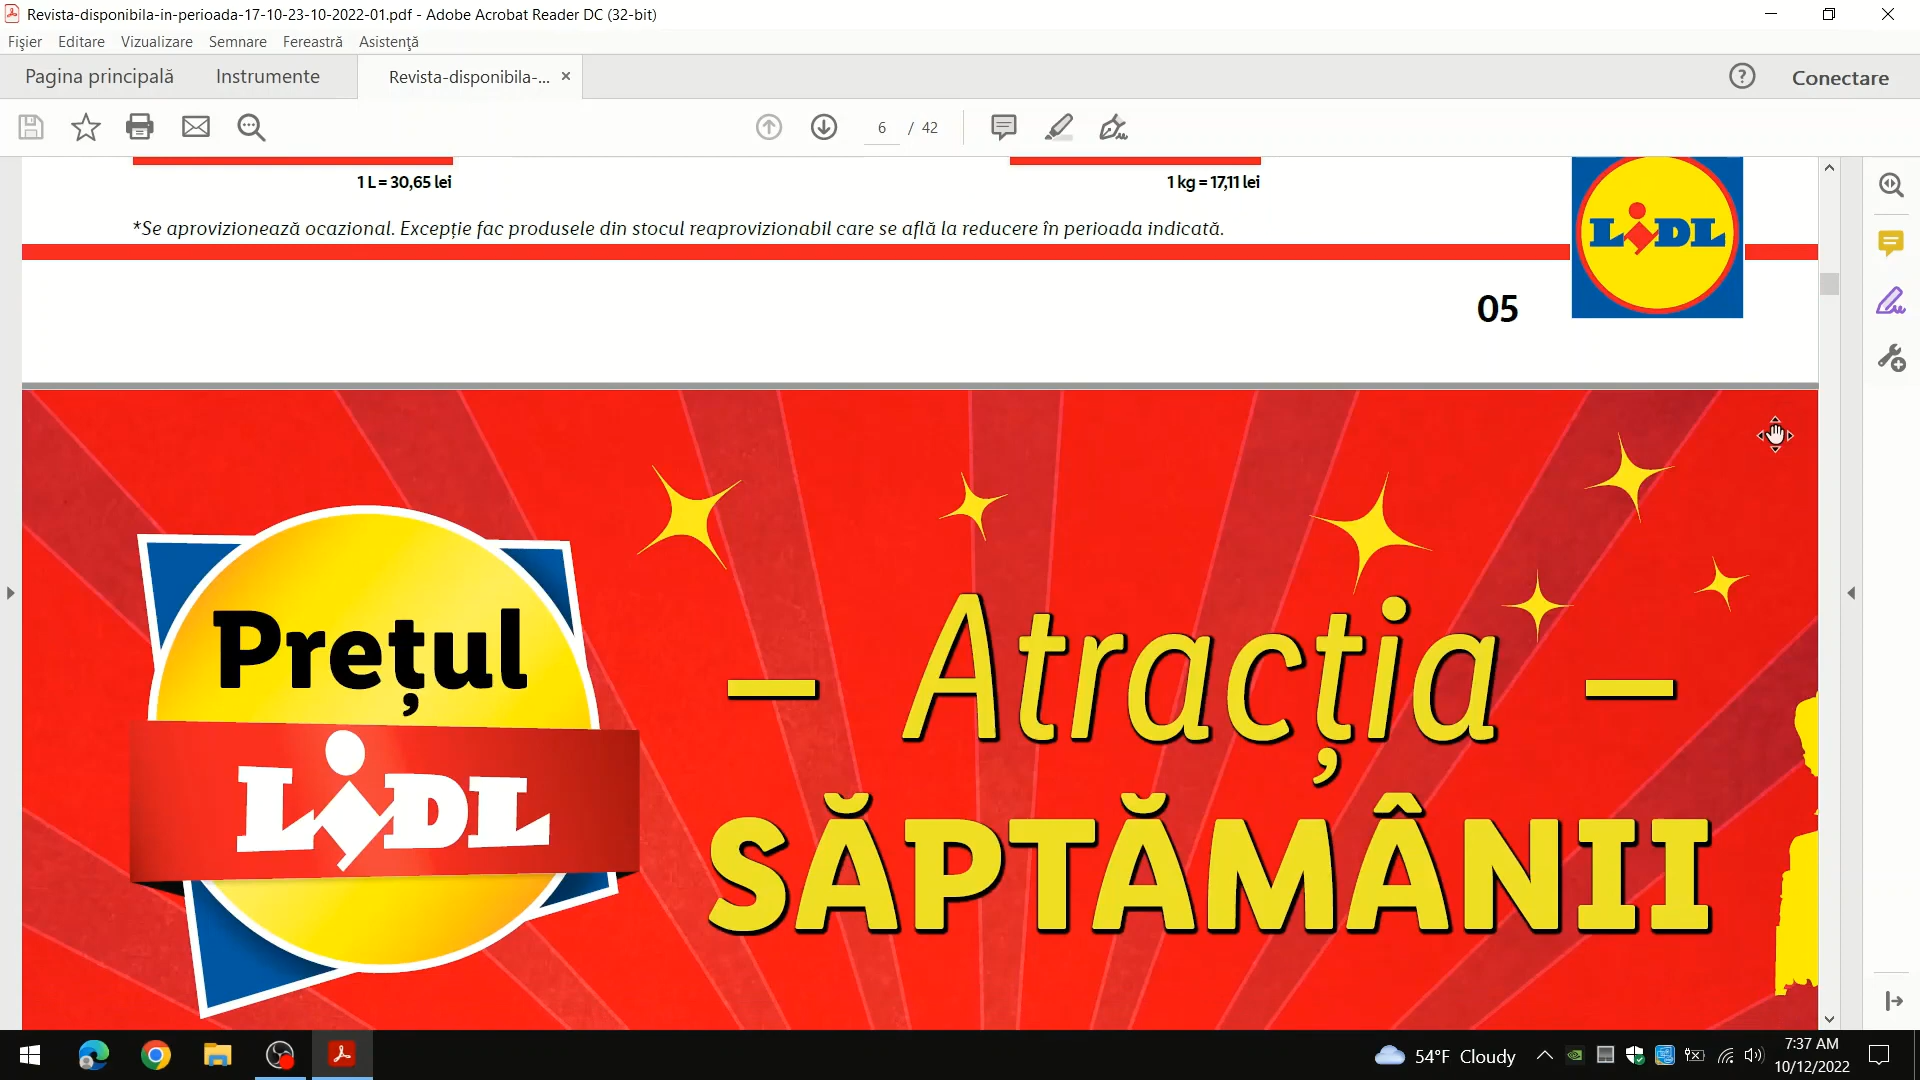 Revista-disponibila-in-perioada-17-10-23-10-2022-01.pdf - Adobe Acrobat Reader DC (32-bit)
Fișier Editare Vizualizare Semnare Fereastră Asistență
Pagina principală Instrumente Revista-disponibila-... × Conectare
6 / 42
1 L = 30,65 lei
1 kg = 17,11 lei
*Se aprovizionează ocazional. Excepție fac produsele din stocul reaprovizionabil care se află la reducere în perioada indicată.
LIDL
05
Prețul
LIDL
– Atracția –
SĂPTĂMÂNII
54°F Cloudy
7:37 AM
10/12/2022